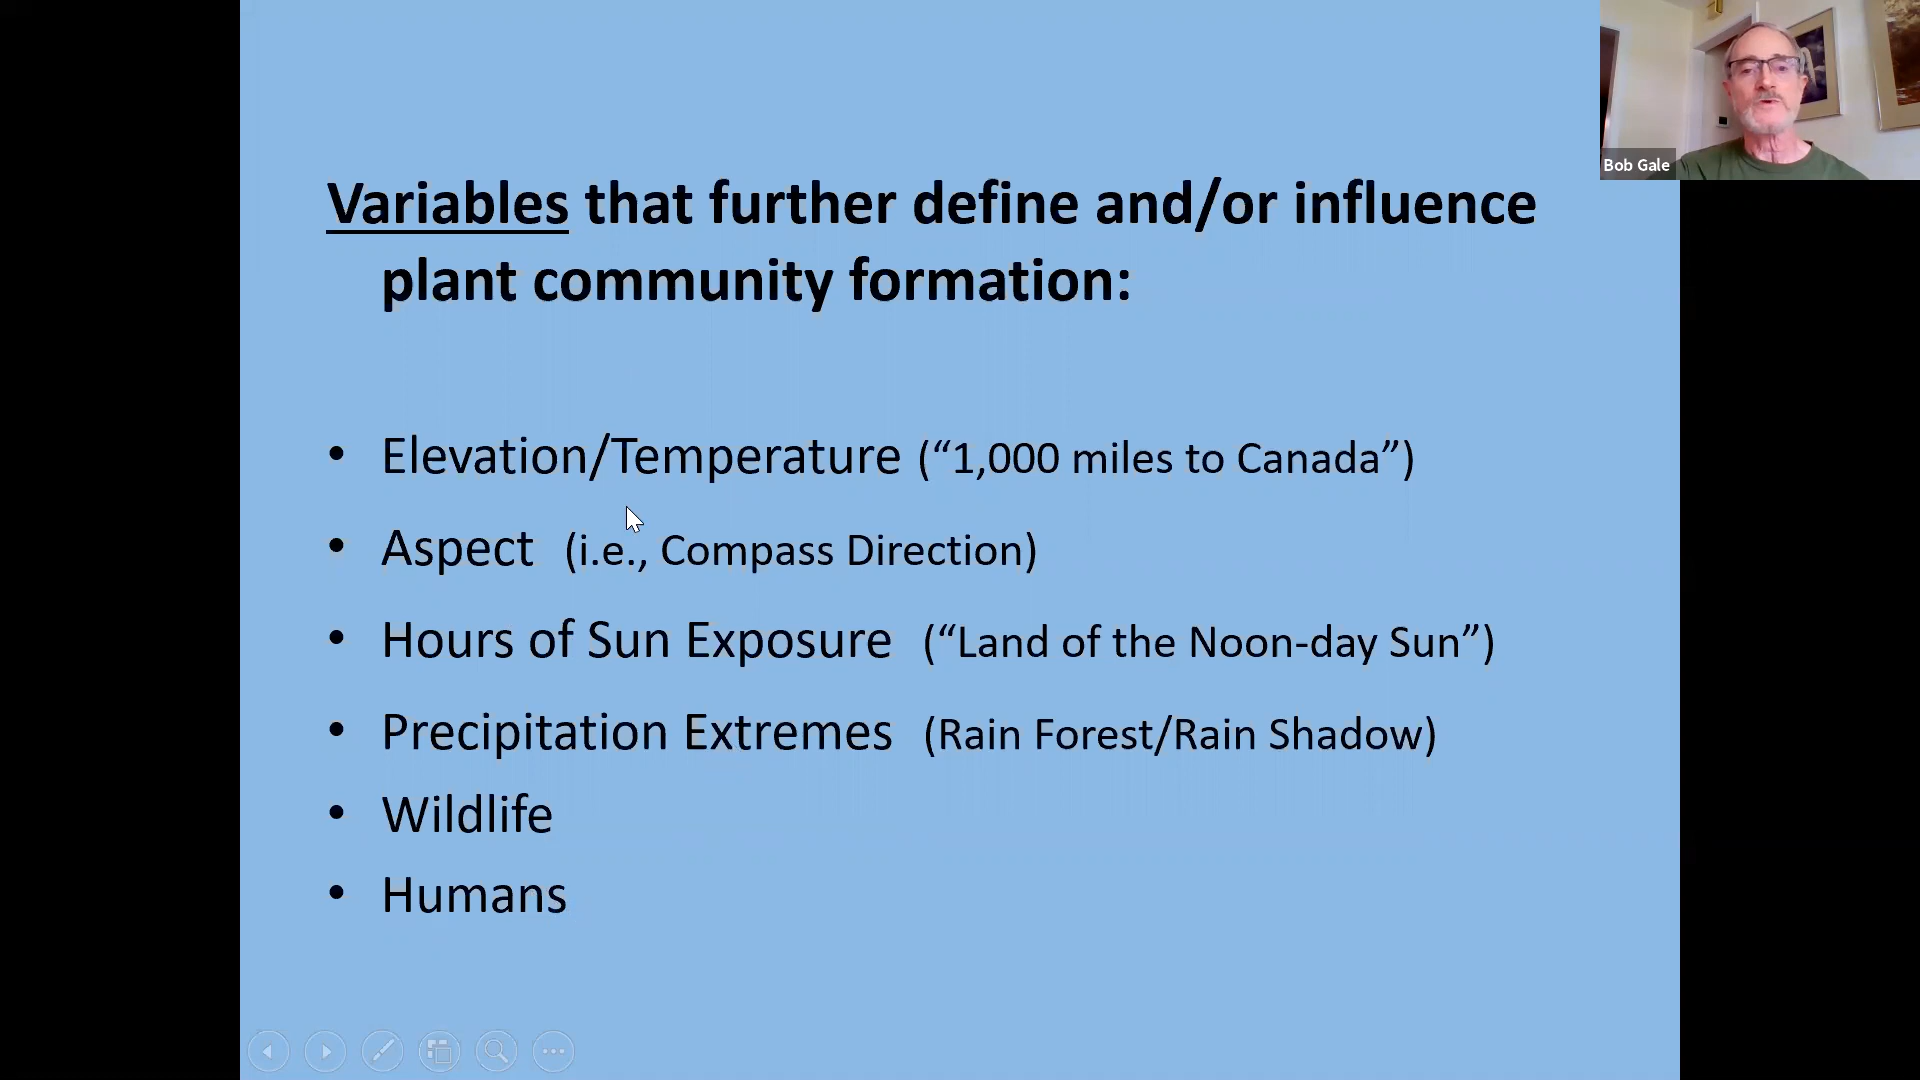 Variables that further define and/or influence
plant community formation:
• Elevation/Temperature (“1,000 miles to Canada”)
• Aspect (i.e., Compass Direction)
• Hours of Sun Exposure (“Land of the Noon-day Sun”)
• Precipitation Extremes (Rain Forest/Rain Shadow)
• Wildlife
• Humans
Bob Gale